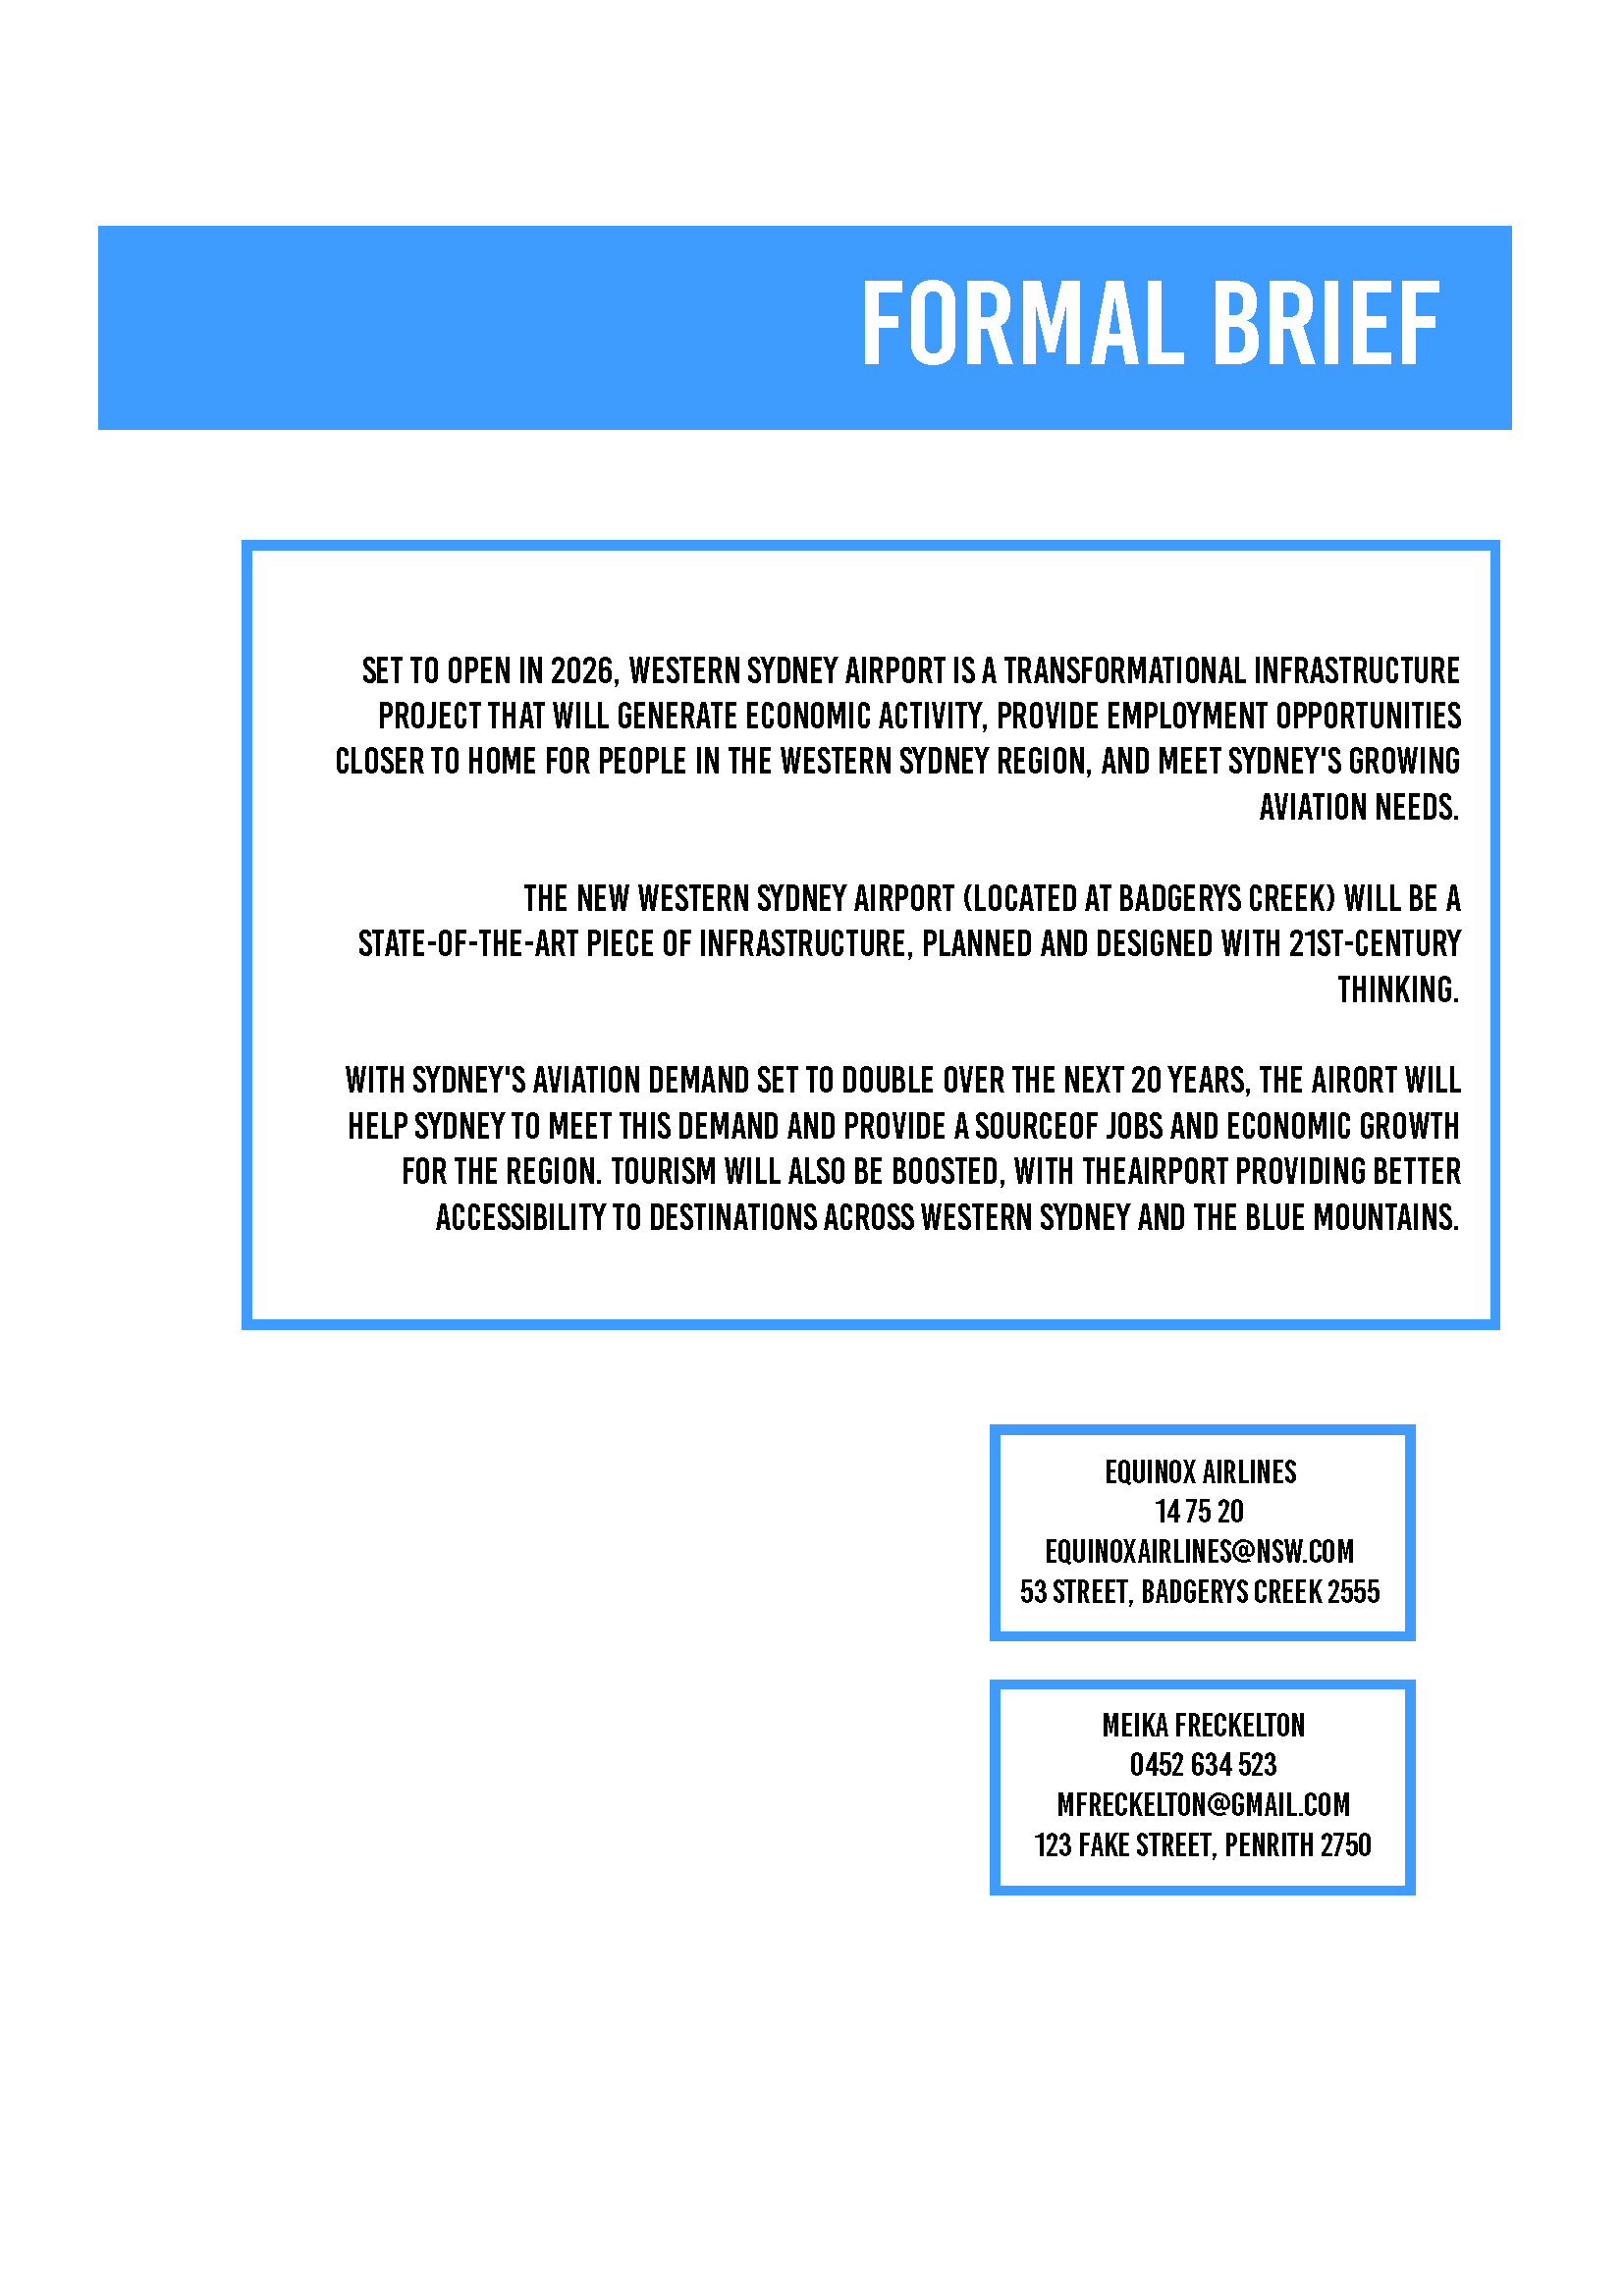 FORMAL BRIEF
SET TO OPEN IN 2026, WESTERN SYDNEY AIRPORT IS A TRANSFORMATIONAL INFRASTRUCTURE
PROJECT THAT WILL GENERATE ECONOMIC ACTIVITY, PROVIDE EMPLOYMENT OPPORTUNITIES
CLOSER TO HOME FOR PEOPLE IN THE WESTERN SYDNEY REGION, AND MEET SYDNEY'S GROWING
AVIATION NEEDS.
THE NEW WESTERN SYDNEY AIRPORT (LOCATED AT BADGERYS CREEK) WILL BE A
STATE-OF-THE-ART PIECE OF INFRASTRUCTURE, PLANNED AND DESIGNED WITH 21ST-CENTURY
THINKING.
WITH SYDNEY'S AVIATION DEMAND SET TO DOUBLE OVER THE NEXT 20 YEARS, THE AIRORT WILL
HELP SYDNEY TO MEET THIS DEMAND AND PROVIDE A SOURCEOF JOBS AND ECONOMIC GROWTH
FOR THE REGION. TOURISM WILL ALSO BE BOOSTED, WITH THEAIRPORT PROVIDING BETTER
ACCESSIBILITY TO DESTINATIONS ACROSS WESTERN SYDNEY AND THE BLUE MOUNTAINS.
EQUINOX AIRLINES
14 75 20
EQUINOXAIRLINES@NSW.COM
53 STREET, BADGERYS CREEK 2555
MEIKA FRECKELTON
0452 634 523
MFRECKELTON@GMAIL.COM
123 FAKE STREET, PENRITH 2750